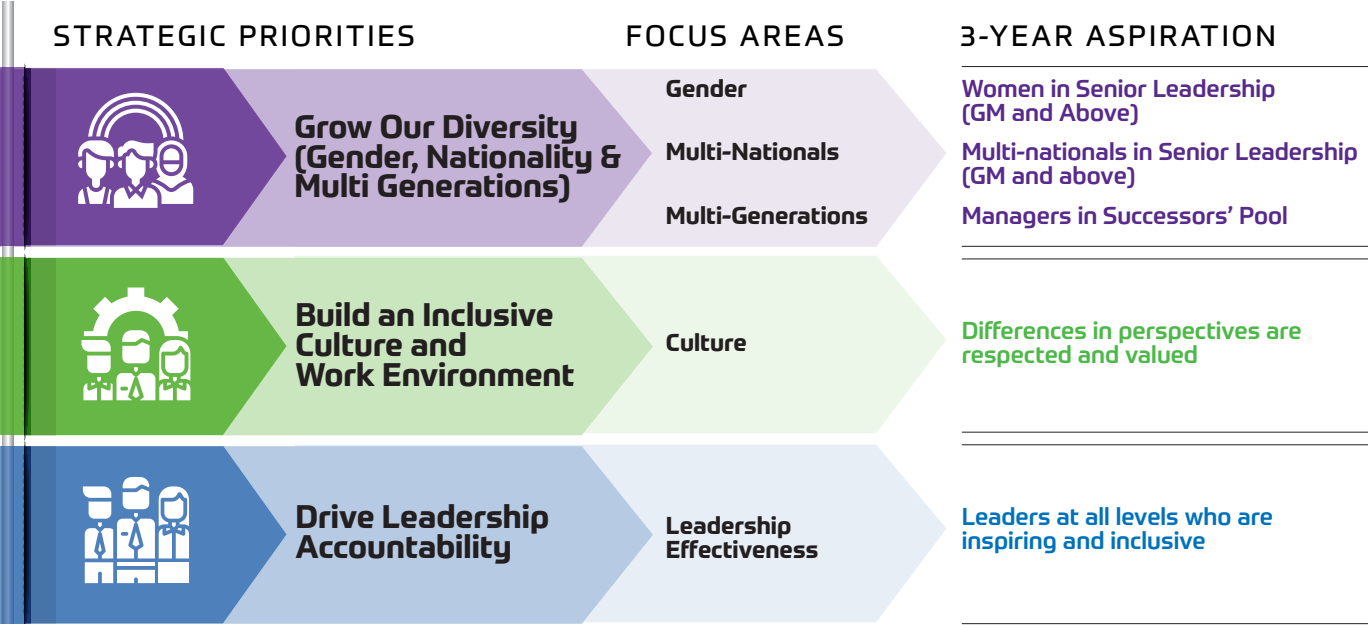 STRATEGIC PRIORITIES
FOCUS AREAS
3-YEAR ASPIRATION
Grow Our Diversity
(Gender, Nationality &
Multi Generations)
Gender
Multi-Nationals
Multi-Generations
Women in Senior Leadership
(GM and Above)
Multi-nationals in Senior Leadership
(GM and above)
Managers in Successors' Pool
Build an Inclusive
Culture and
Work Environment
Culture
Differences in perspectives are
respected and valued
Drive Leadership
Accountability
Leadership
Effectiveness
Leaders at all levels who are
inspiring and inclusive